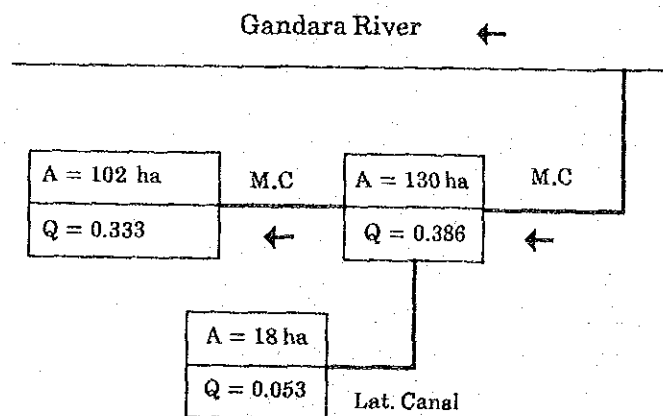 Gandara River
A = 102 ha
M.C
A = 130 ha
M.C
Q = 0.333
Q = 0.386
A = 18 ha
Q = 0.053
Lat. Canal